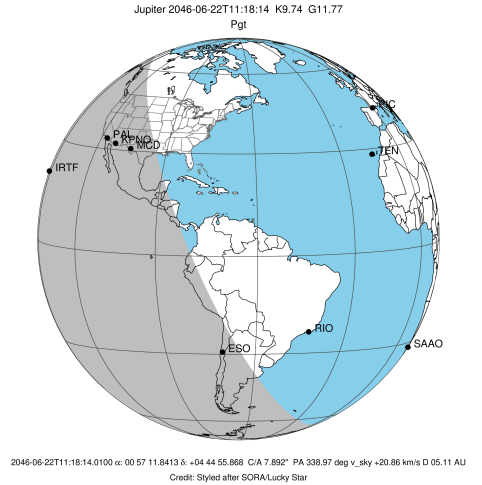 Jupiter 2046-06-22T11:18:14 K9.74 G11.77
Pgt
PIC
PAL
KPNO
MCD
TEN
IRTF
RIO
SAAO
ESO
2046-06-22T11:18:14.0100 α: 00 57 11.8413 δ: +04 44 55.868 C/A 7.892" PA 338.97 deg v_sky +20.86 km/s D 05.11 AU
Credit: Styled after SORA/Lucky Star